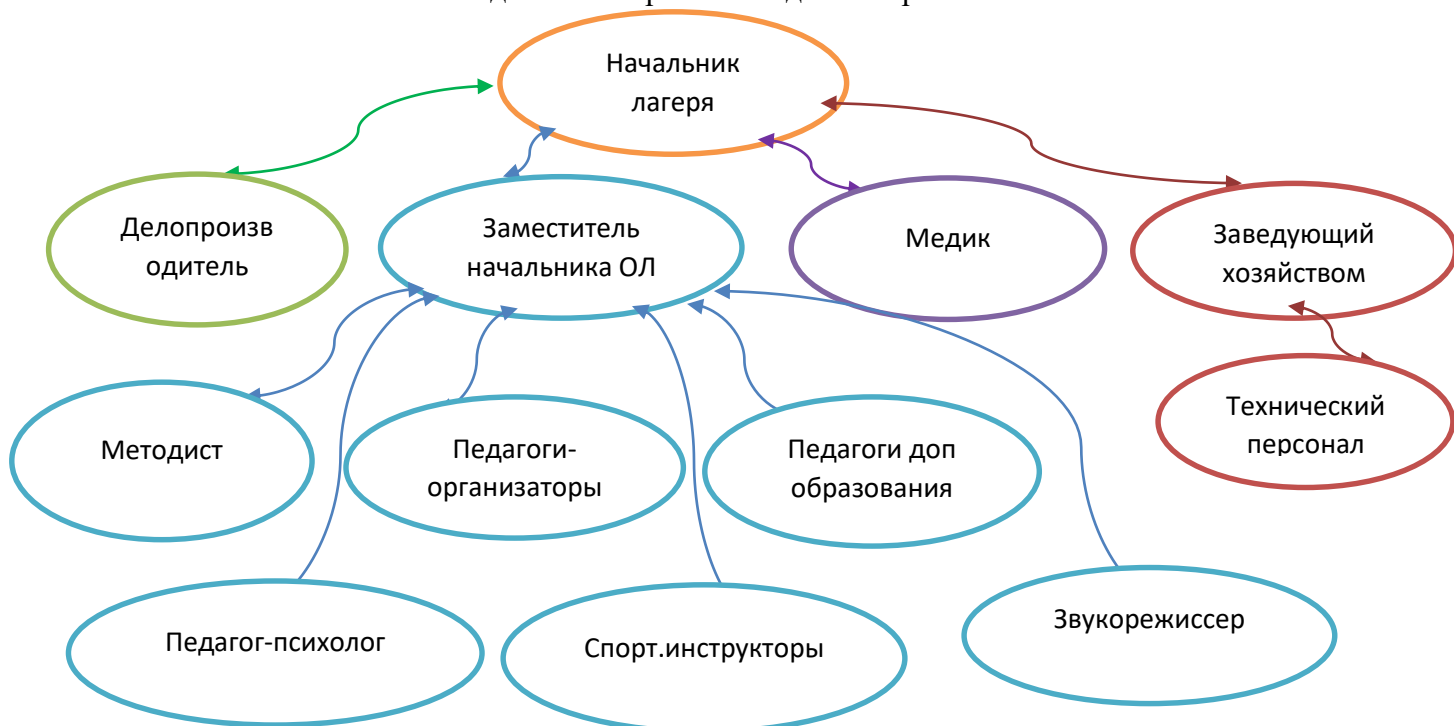 Начальник
лагеря
Делопроизв
одитель
Заместитель
начальника ОЛ
Медик
Заведующий
хозяйством
Методист
Педагоги-
организаторы
Педагоги доп
образования
Технический
персонал
Педагог-психолог
Спорт.инструкторы
Звукорежиссер